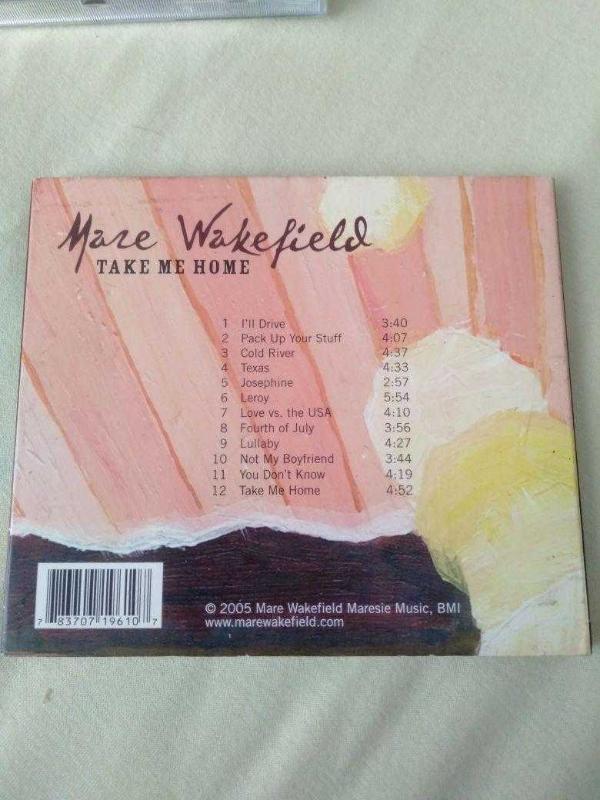 Mare Wakefield
TAKE ME HOME
1 I'll Drive 3:40
2 Pack Up Your Stuff 4:07
3 Cold River 4:37
4 Texas 4:33
5 Josephine 2:57
6 Leroy 5:54
7 Love vs. the USA 4:10
8 Fourth of July 3:56
9 Lullaby 4:27
10 Not My Boyfriend 3:44
11 You Don't Know 4:19
12 Take Me Home 4:52
© 2005 Mare Wakefield Maresie Music, BMI
www.marewakefield.com
7 83707 19610 7